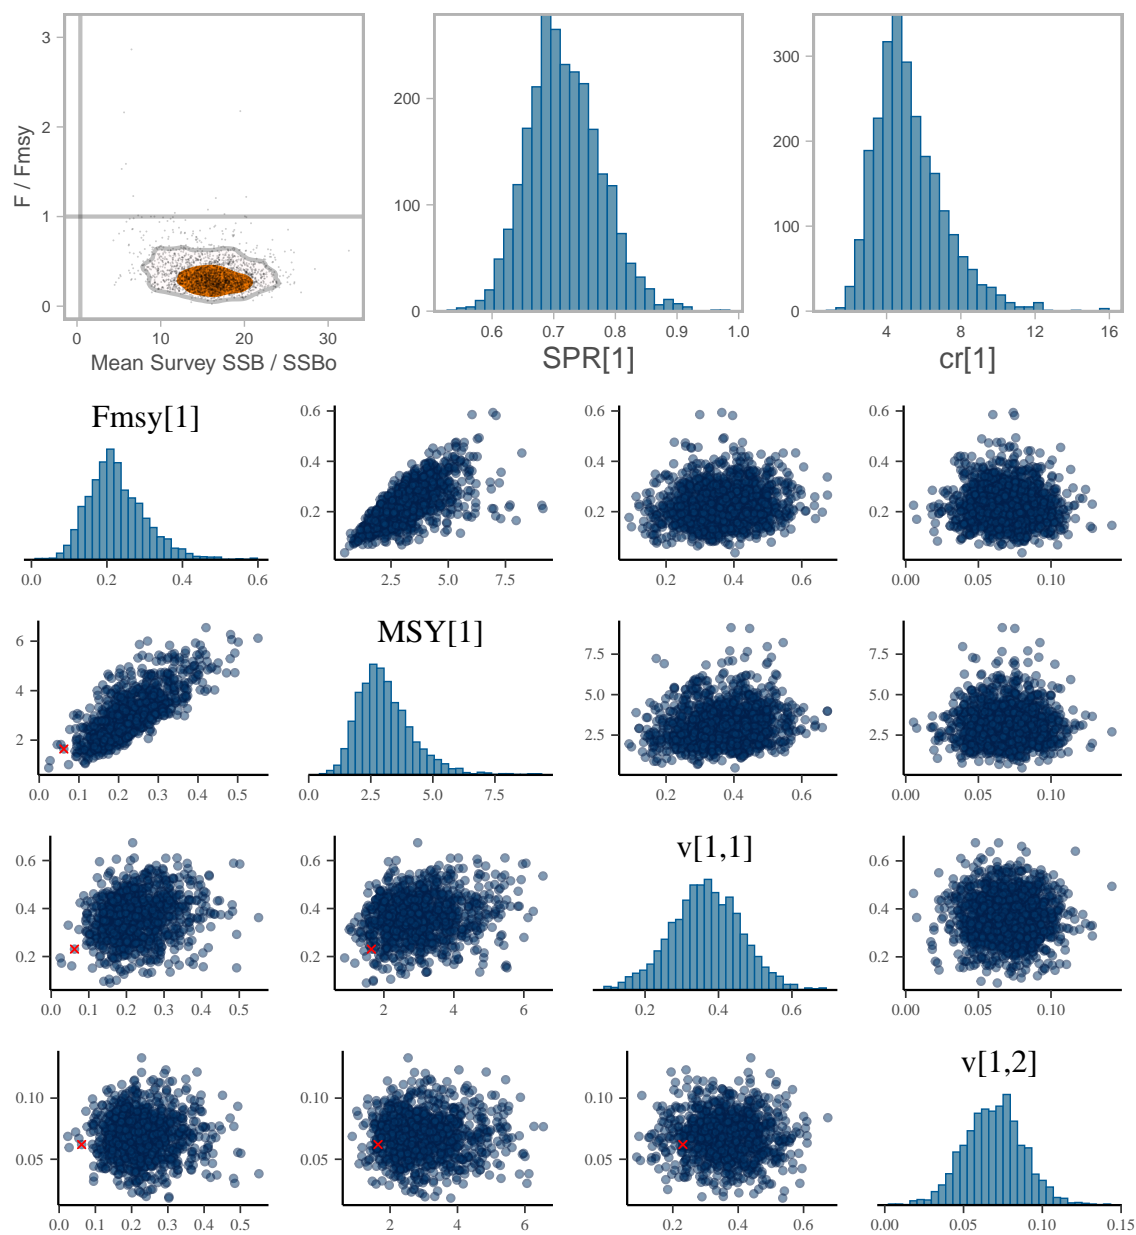 3
2
1
0
F / Fmsy
0 10 20 30
Mean Survey SSB / SSBo
200
100
0
0.6 0.7 0.8 0.9 1.0
SPR[1]
300
200
100
0
4 8 12 16
cr[1]
Fmsy[1]
0.0 0.2 0.4 0.6
0.6
0.4
0.2
2.5 5.0 7.5
0.6
0.4
0.2
0.2 0.4 0.6
0.6
0.4
0.2
0.00 0.05 0.10
6
4
2
0.0 0.1 0.2 0.3 0.4 0.5
MSY[1]
0.0 2.5 5.0 7.5
7.5
5.0
2.5
0.2 0.4 0.6
7.5
5.0
2.5
0.00 0.05 0.10
0.6
0.4
0.2
0.0 0.1 0.2 0.3 0.4 0.5
0.6
0.4
0.2
2 4 6
v[1,1]
0.2 0.4 0.6
0.6
0.4
0.2
0.00 0.05 0.10
0.10
0.05
0.0 0.1 0.2 0.3 0.4 0.5
0.10
0.05
2 4 6
0.10
0.05
0.2 0.4 0.6
v[1,2]
0.00 0.05 0.10 0.15